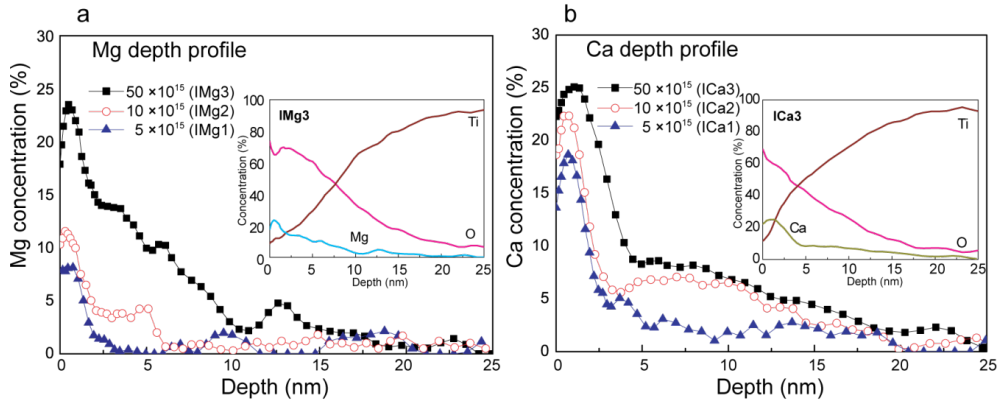 a
Mg depth profile
50 ×10¹⁵ (IMg3)
10 ×10¹⁵ (IMg2)
5 ×10¹⁵ (IMg1)
Mg concentration (%)
30
25
20
15
10
5
0
0
5
10
15
20
25
Depth (nm)
IMg3
Ti
Mg
O
Concentration (%)
100
80
60
40
20
0
0
5
10
15
20
25
Depth (nm)
b
Ca depth profile
50 ×10¹⁵ (ICa3)
10 ×10¹⁵ (ICa2)
5 ×10¹⁵ (ICa1)
Ca concentration (%)
30
25
20
15
10
5
0
0
5
10
15
20
25
Depth (nm)
ICa3
Ti
Ca
O
Concentration (%)
100
80
60
40
20
0
0
5
10
15
20
25
Depth (nm)